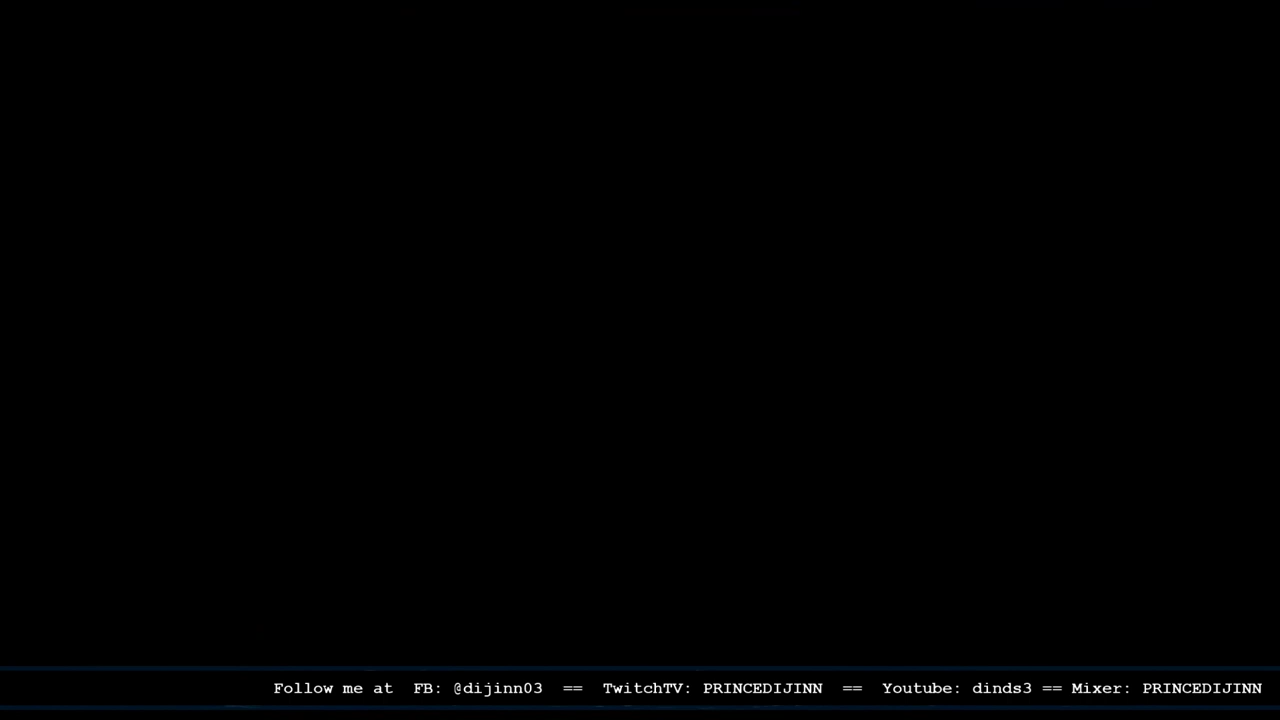 Follow me at  FB: @dijinn03  ==  TwitchTV: PRINCEDIJINN  ==  Youtube: dinds3 == Mixer: PRINCEDIJINN